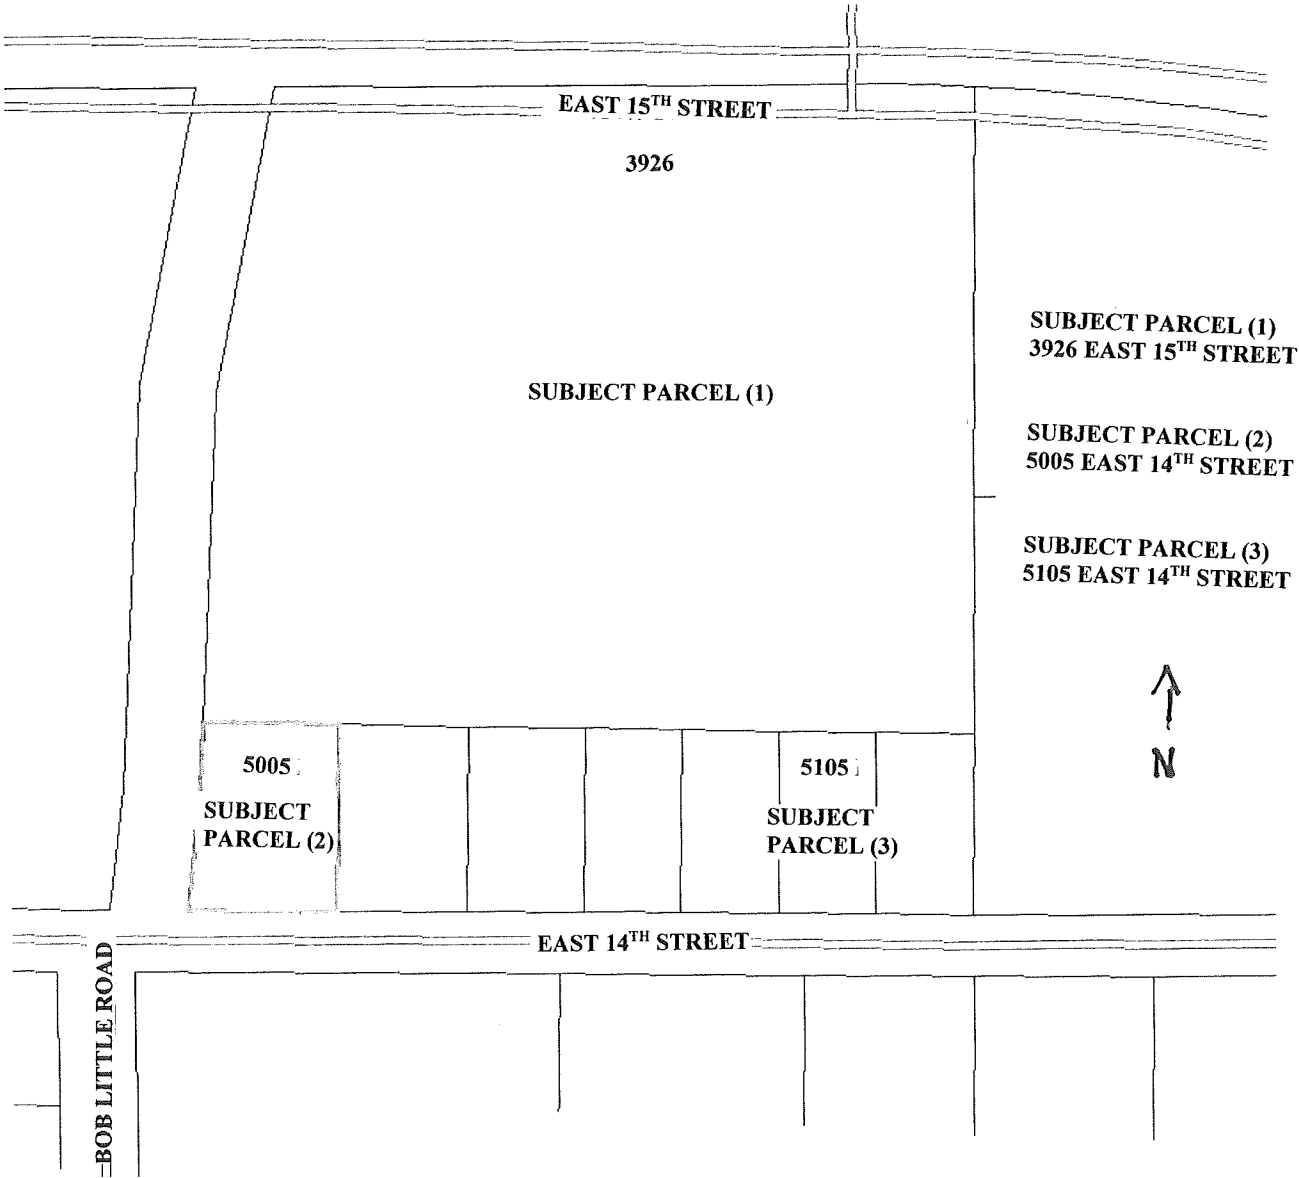 EAST 15TH STREET
3926
SUBJECT PARCEL (1)
SUBJECT PARCEL (1)
3926 EAST 15TH STREET
SUBJECT PARCEL (2)
5005 EAST 14TH STREET
SUBJECT PARCEL (3)
5105 EAST 14TH STREET
N
5005
SUBJECT
PARCEL (2)
5105
SUBJECT
PARCEL (3)
EAST 14TH STREET
BOB LITTLE ROAD